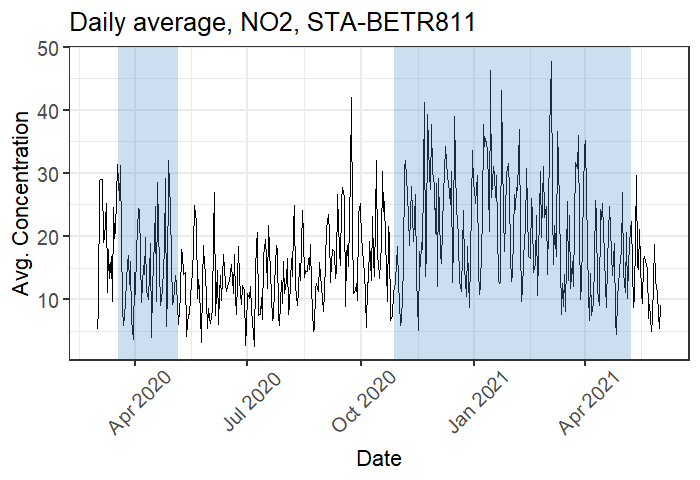 Daily average, NO2, STA-BETR811
Avg. Concentration
50
40
30
20
10
Apr 2020
Jul 2020
Oct 2020
Jan 2021
Apr 2021
Date